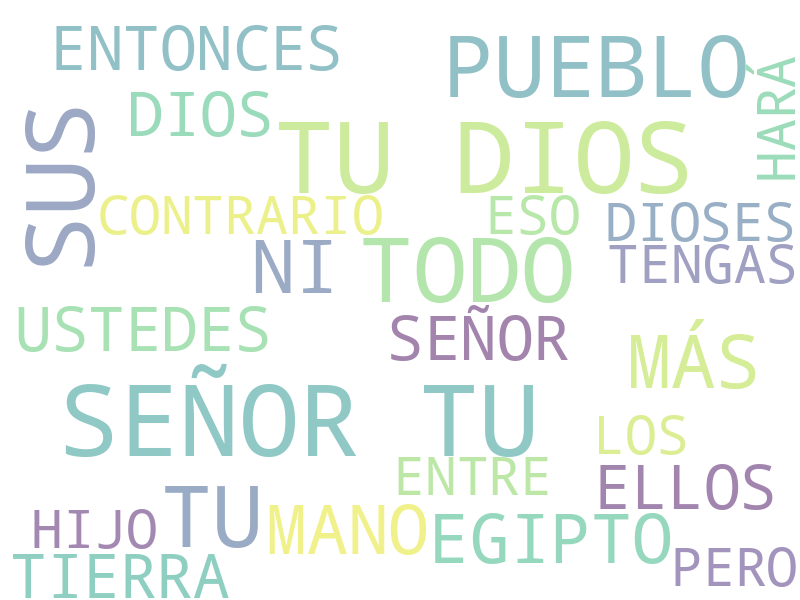 ENTONCES
PUEBLO
HARÁ
DIOS
SUS
TU DIOS
CONTRARIO
ESO
DIOSES
NI
TODO
TENGAS
USTEDES
SEÑOR
MÁS
SEÑOR TU
LOS
ENTRE
ELLOS
TU
MANO
EGIPTO
HIJO
PERO
TIERRA